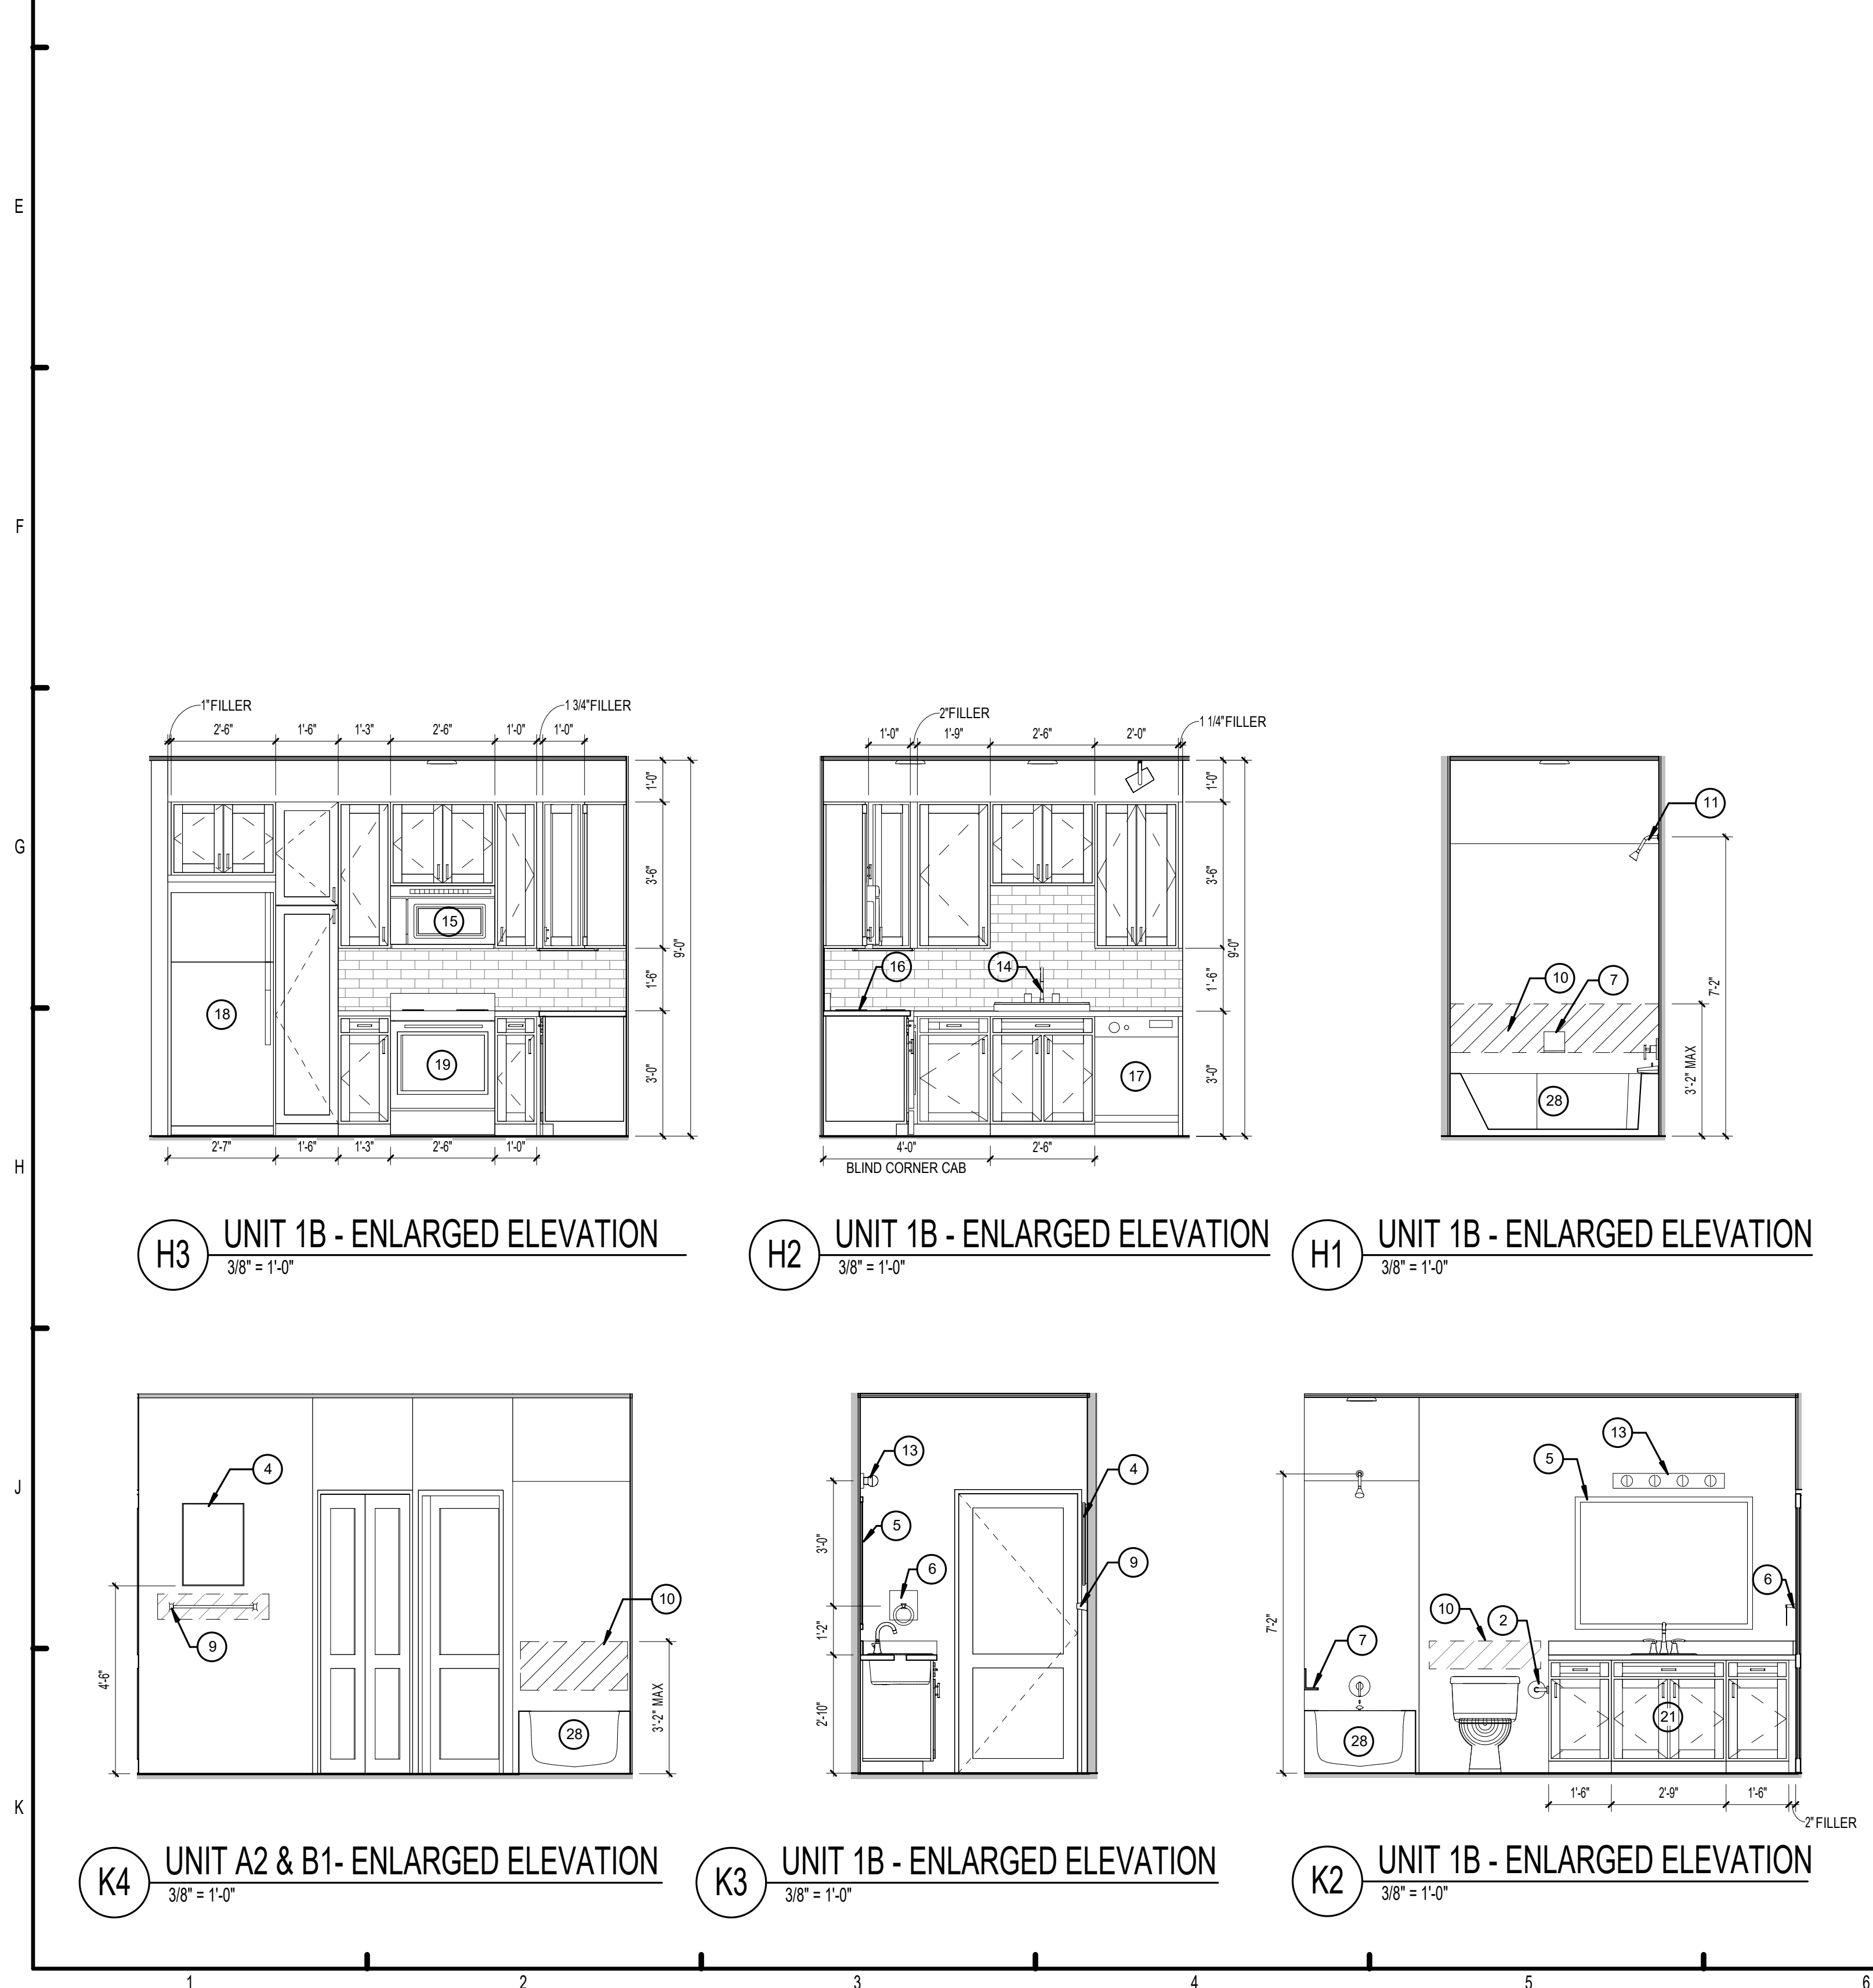 E
F
G
H
J
K
1"FILLER
1 3/4"FILLER
2'-6"
1'-6"
1'-3"
2'-6"
1'-0"
1'-0"
1'-0"
3'-6"
1'-6"
3'-0"
9'-0"
15
18
19
2'-7"
1'-6"
1'-3"
2'-6"
1'-0"
H3
UNIT 1B - ENLARGED ELEVATION
3/8" = 1'-0"
2"FILLER
1 1/4"FILLER
1'-0"
1'-9"
2'-6"
2'-0"
1'-0"
3'-6"
1'-6"
3'-0"
9'-0"
16
14
17
4'-0"
2'-6"
BLIND CORNER CAB
H2
UNIT 1B - ENLARGED ELEVATION
3/8" = 1'-0"
11
10
7
28
3'-2" MAX
7'-2"
H1
UNIT 1B - ENLARGED ELEVATION
3/8" = 1'-0"
4
9
10
28
4'-6"
3'-2" MAX
K4
UNIT A2 & B1- ENLARGED ELEVATION
3/8" = 1'-0"
13
4
5
9
6
3'-0"
1'-2"
2'-10"
K3
UNIT 1B - ENLARGED ELEVATION
3/8" = 1'-0"
13
5
6
10
2
7
21
28
7'-2"
1'-6"
2'-9"
1'-6"
2" FILLER
K2
UNIT 1B - ENLARGED ELEVATION
3/8" = 1'-0"
1
2
3
4
5
6